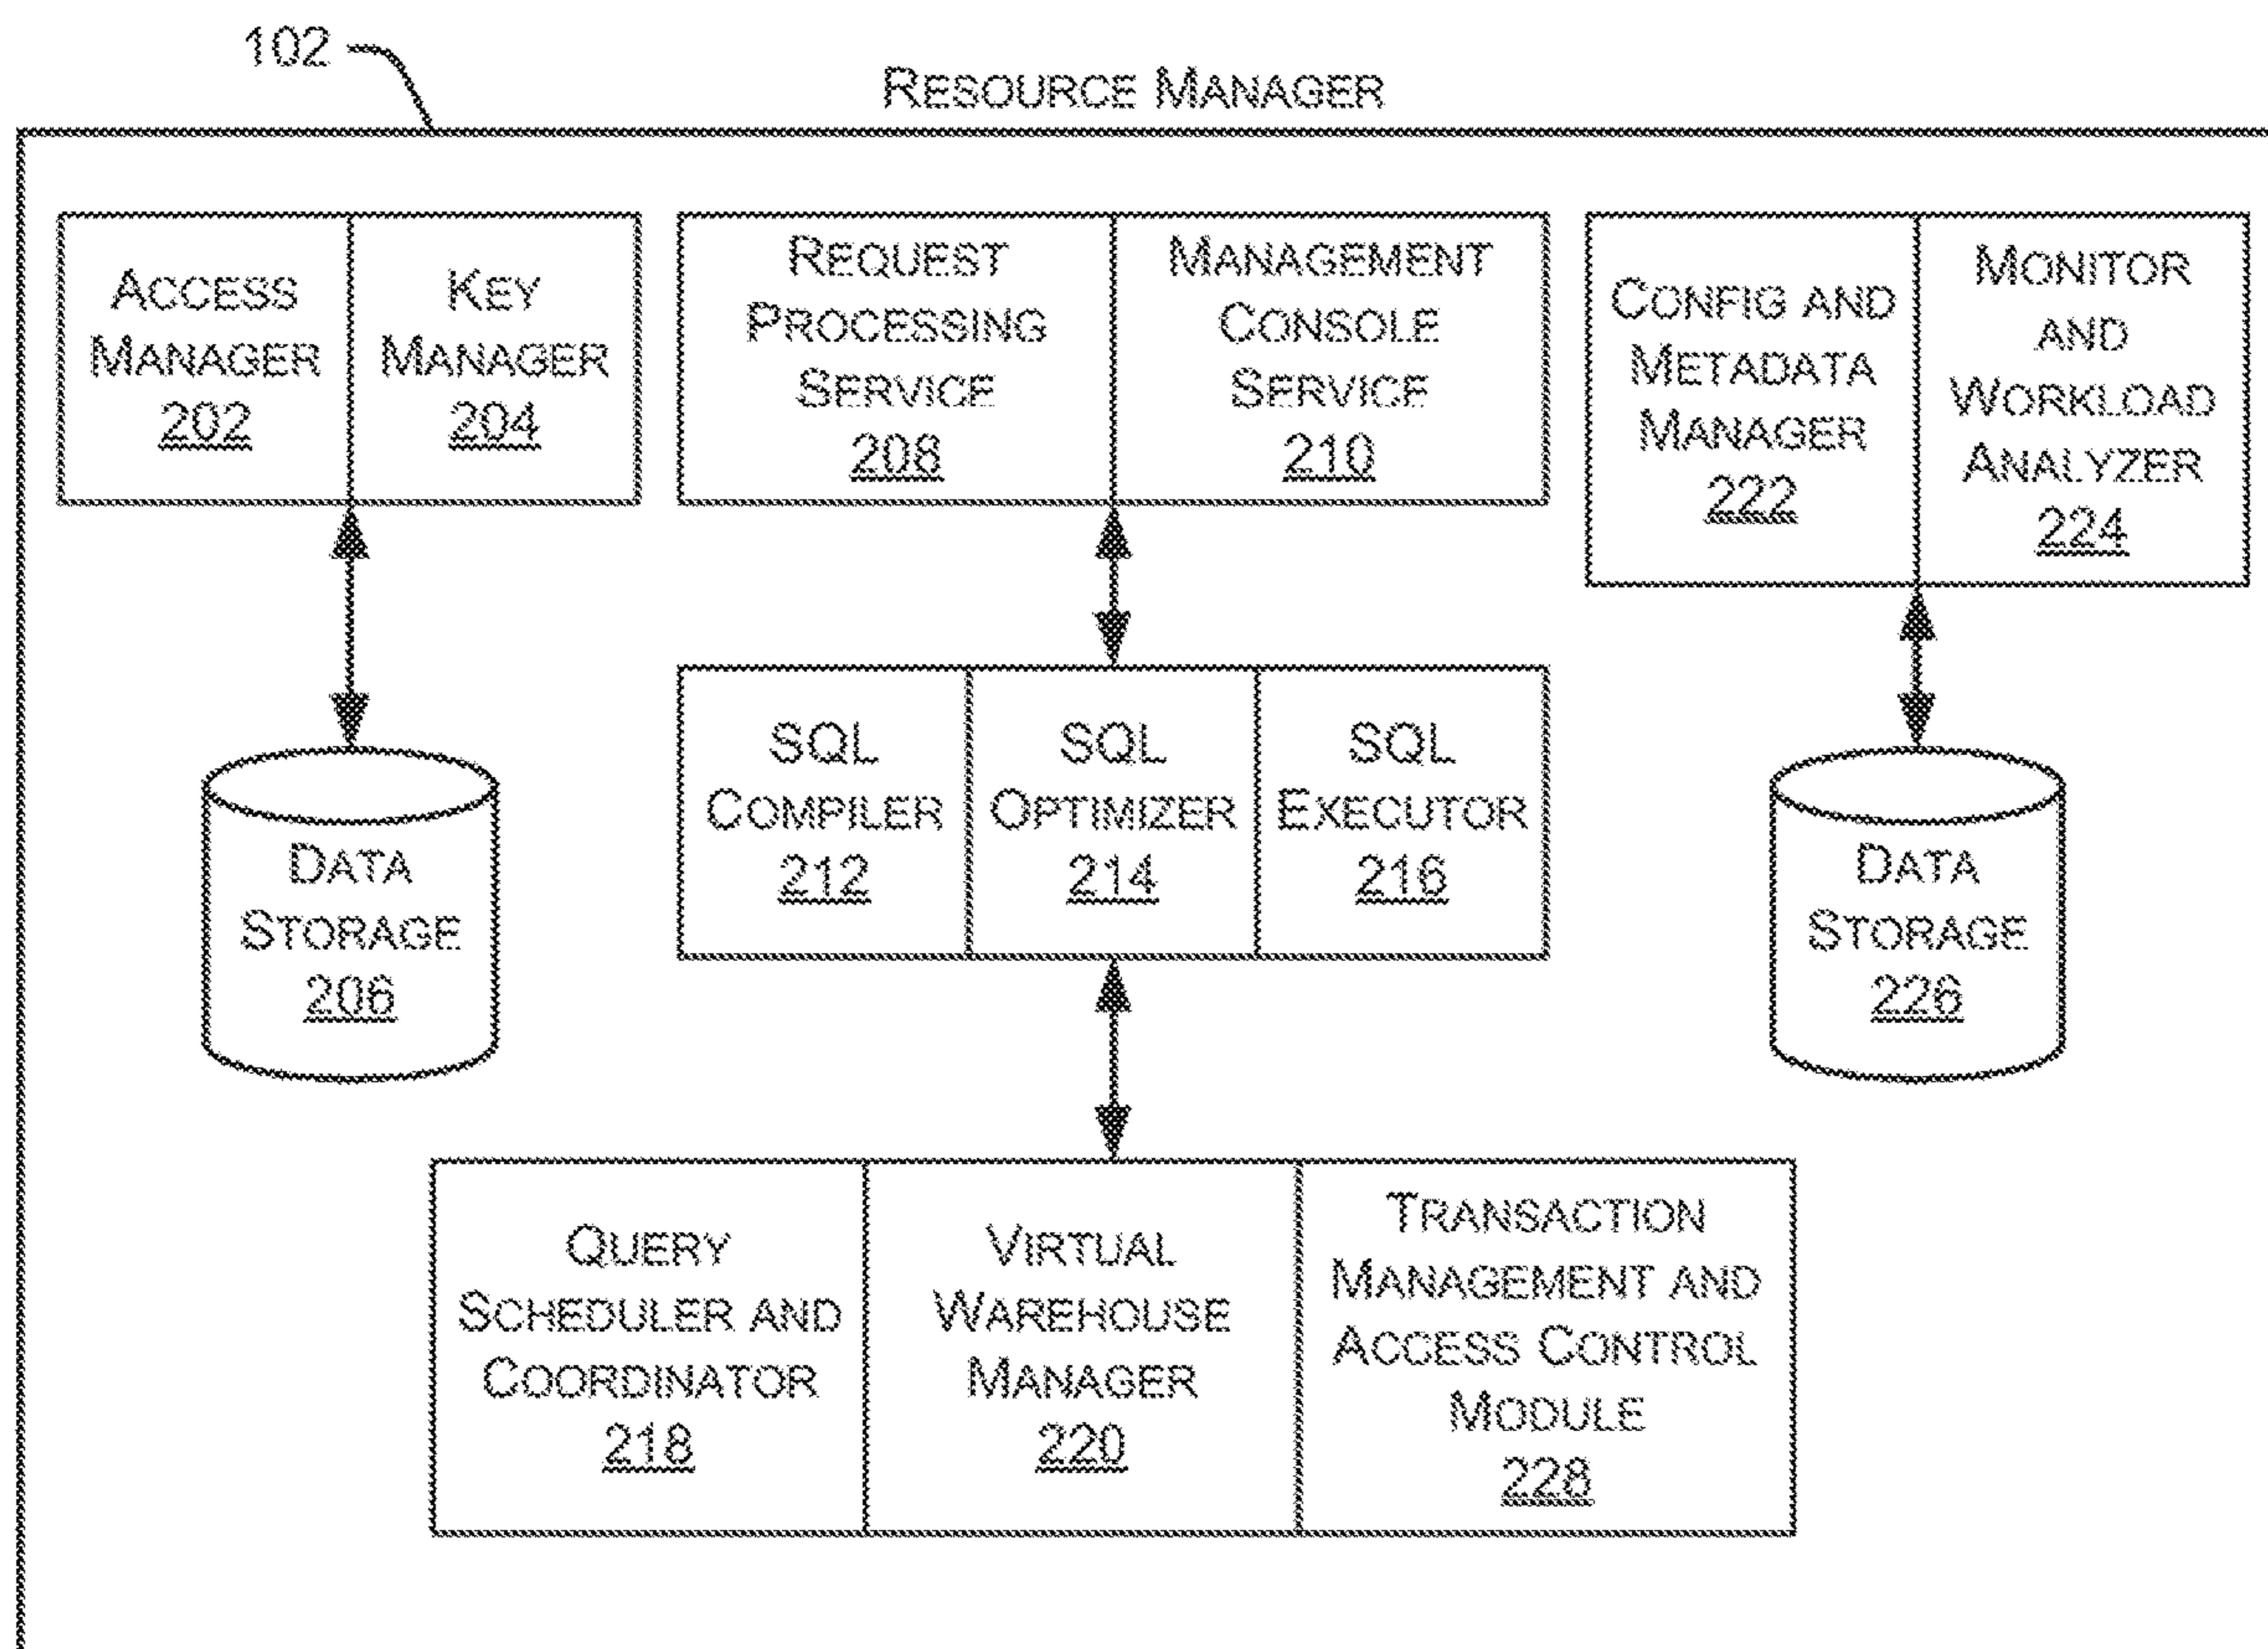 102
RESOURCE MANAGER
ACCESS
MANAGER
202
KEY
MANAGER
204
REQUEST
PROCESSING
SERVICE
208
MANAGEMENT
CONSOLE
SERVICE
210
CONFIG AND
METADATA
MANAGER
222
MONITOR
AND
WORKLOAD
ANALYZER
224
DATA
STORAGE
206
SQL
COMPILER
212
SQL
OPTIMIZER
214
SQL
EXECUTOR
216
DATA
STORAGE
226
QUERY
SCHEDULER AND
COORDINATOR
218
VIRTUAL
WAREHOUSE
MANAGER
220
TRANSACTION
MANAGEMENT AND
ACCESS CONTROL
MODULE
228